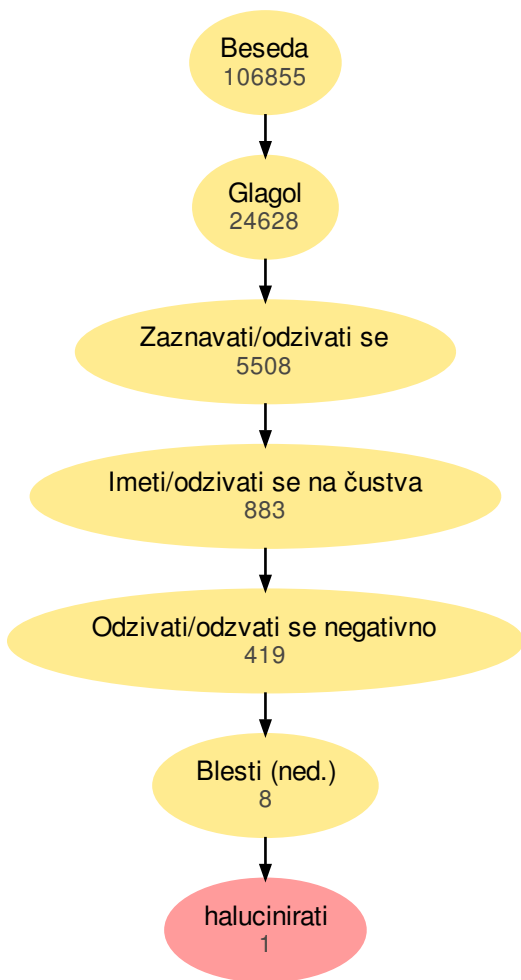 Beseda
106855
Glagol
24628
Zaznavati/odzivati se
5508
Imeti/odzivati se na čustva
883
Odzivati/odzvati se negativno
419
Blesti (ned.)
8
halucinirati
1